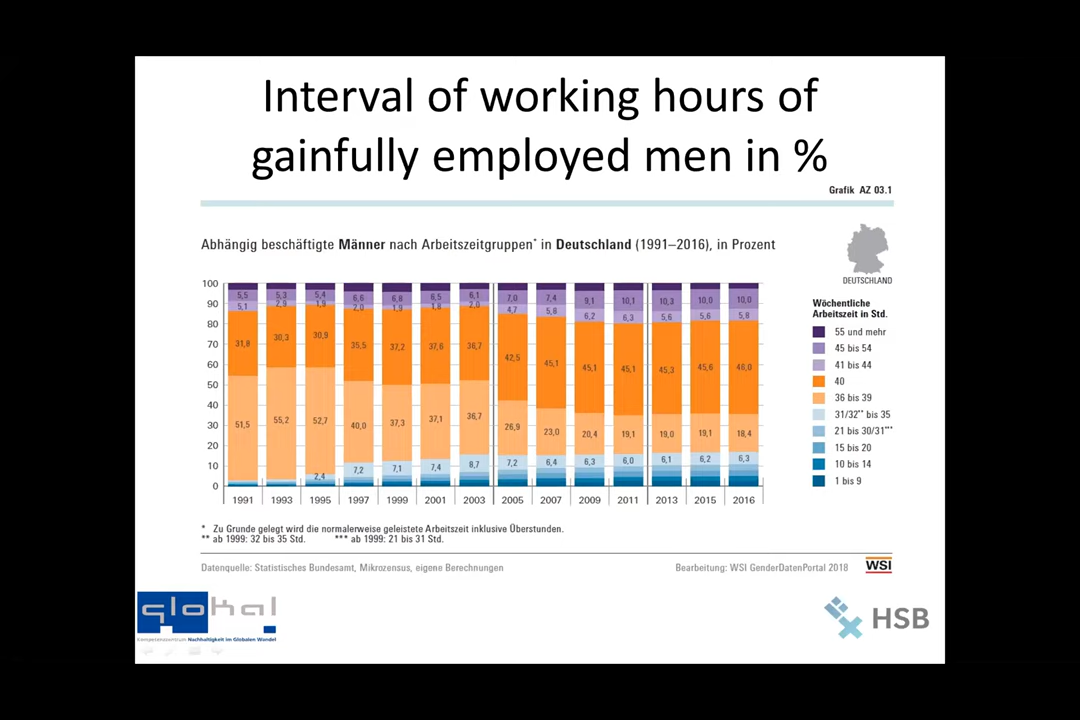 Interval of working hours of
gainfully employed men in %
Grafik AZ 03.1
Abhängig beschäftigte Männer nach Arbeitszeitgruppen* in Deutschland (1991–2016), in Prozent
DEUTSCHLAND
100
90
80
70
60
50
40
30
20
10
0
5,5 5,3 5,4 6,6 6,8 6,5 6,1 7,0 7,4 9,1 10,1 10,3 10,0 10,0
5,1 2,9 1,9 2,0 1,9 1,8 2,0 4,7 5,8 6,2 6,3 5,6 5,6 5,8
31,8 30,3 30,9 35,5 37,2 37,6 36,7 42,5 45,1 45,1 45,1 45,3 45,6 46,0
51,5 55,2 52,7 40,0 37,3 37,1 36,7 26,9 23,0 20,4 19,1 19,0 19,1 18,4
2,4 7,2 7,1 7,4 8,7 7,2 6,4 6,3 6,0 6,1 6,2 6,3
1991 1993 1995 1997 1999 2001 2003 2005 2007 2009 2011 2013 2015 2016
Wöchentliche
Arbeitszeit in Std.
55 und mehr
45 bis 54
41 bis 44
40
36 bis 39
31/32** bis 35
21 bis 30/31***
15 bis 20
10 bis 14
1 bis 9
* Zu Grunde gelegt wird die normalerweise geleistete Arbeitszeit inklusive Überstunden.
** ab 1999: 32 bis 35 Std. *** ab 1999: 21 bis 31 Std.
Datenquelle: Statistisches Bundesamt, Mikrozensus, eigene Berechnungen
Bearbeitung: WSI GenderDatenPortal 2018
WSI
glokal
Kompetenzzentrum Nachhaltigkeit im Globalen Wandel
HSB